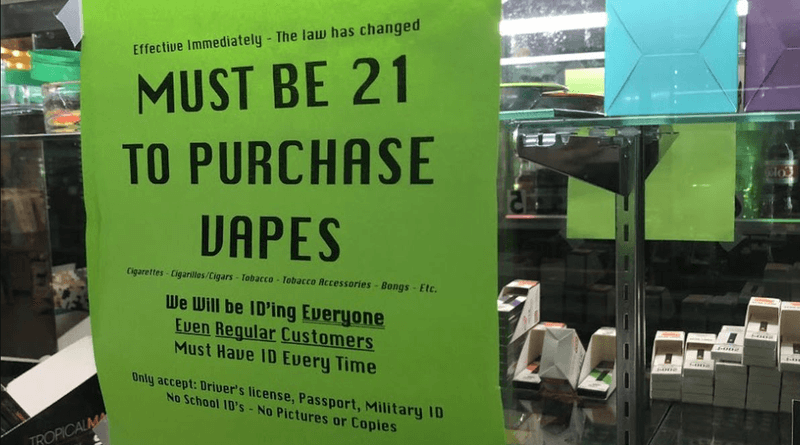 Effective Immediately - The law has changed
MUST BE 21
TO PURCHASE
VAPES
Cigarettes - Cigarillos/Cigars - Tobacco - Tobacco Accessories - Bongs - Etc.
We Will be ID'ing Everyone
Even Regular Customers
Must Have ID Every Time
Only accept: Driver's license, Passport, Military ID
No School ID's - No Pictures or Copies
TROPICAL